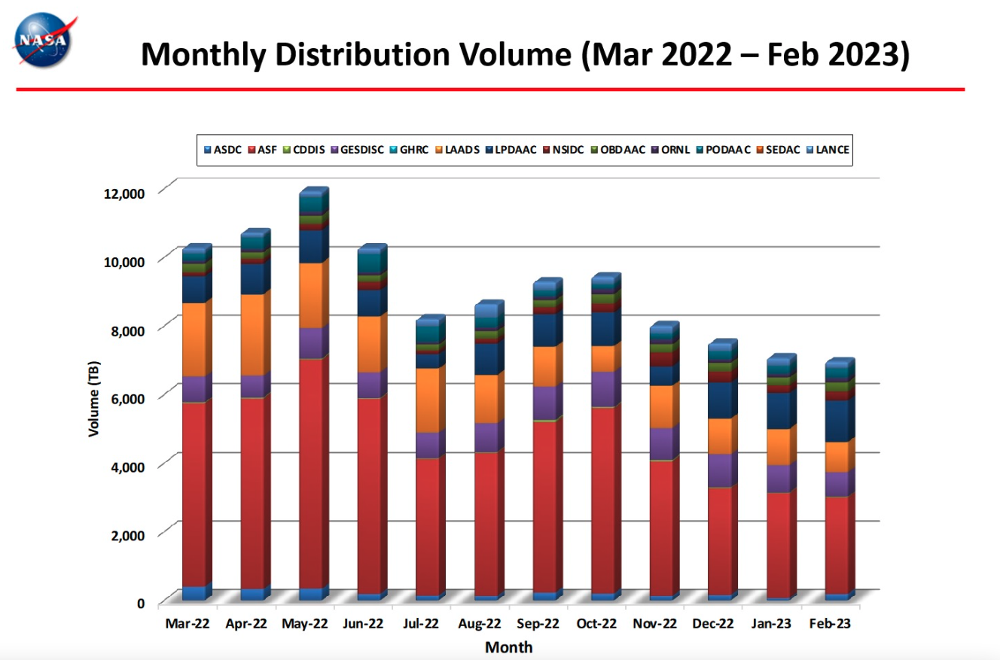 NASA
Monthly Distribution Volume (Mar 2022 – Feb 2023)
ASDC ASF CDDIS GESDISC GHRC LAADS LPDAAC NSIDC OBDAAC ORNL PODAAC SEDAC LANCE
12,000
10,000
8,000
6,000
4,000
2,000
0
Volume (TB)
Mar-22 Apr-22 May-22 Jun-22 Jul-22 Aug-22 Sep-22 Oct-22 Nov-22 Dec-22 Jan-23 Feb-23
Month